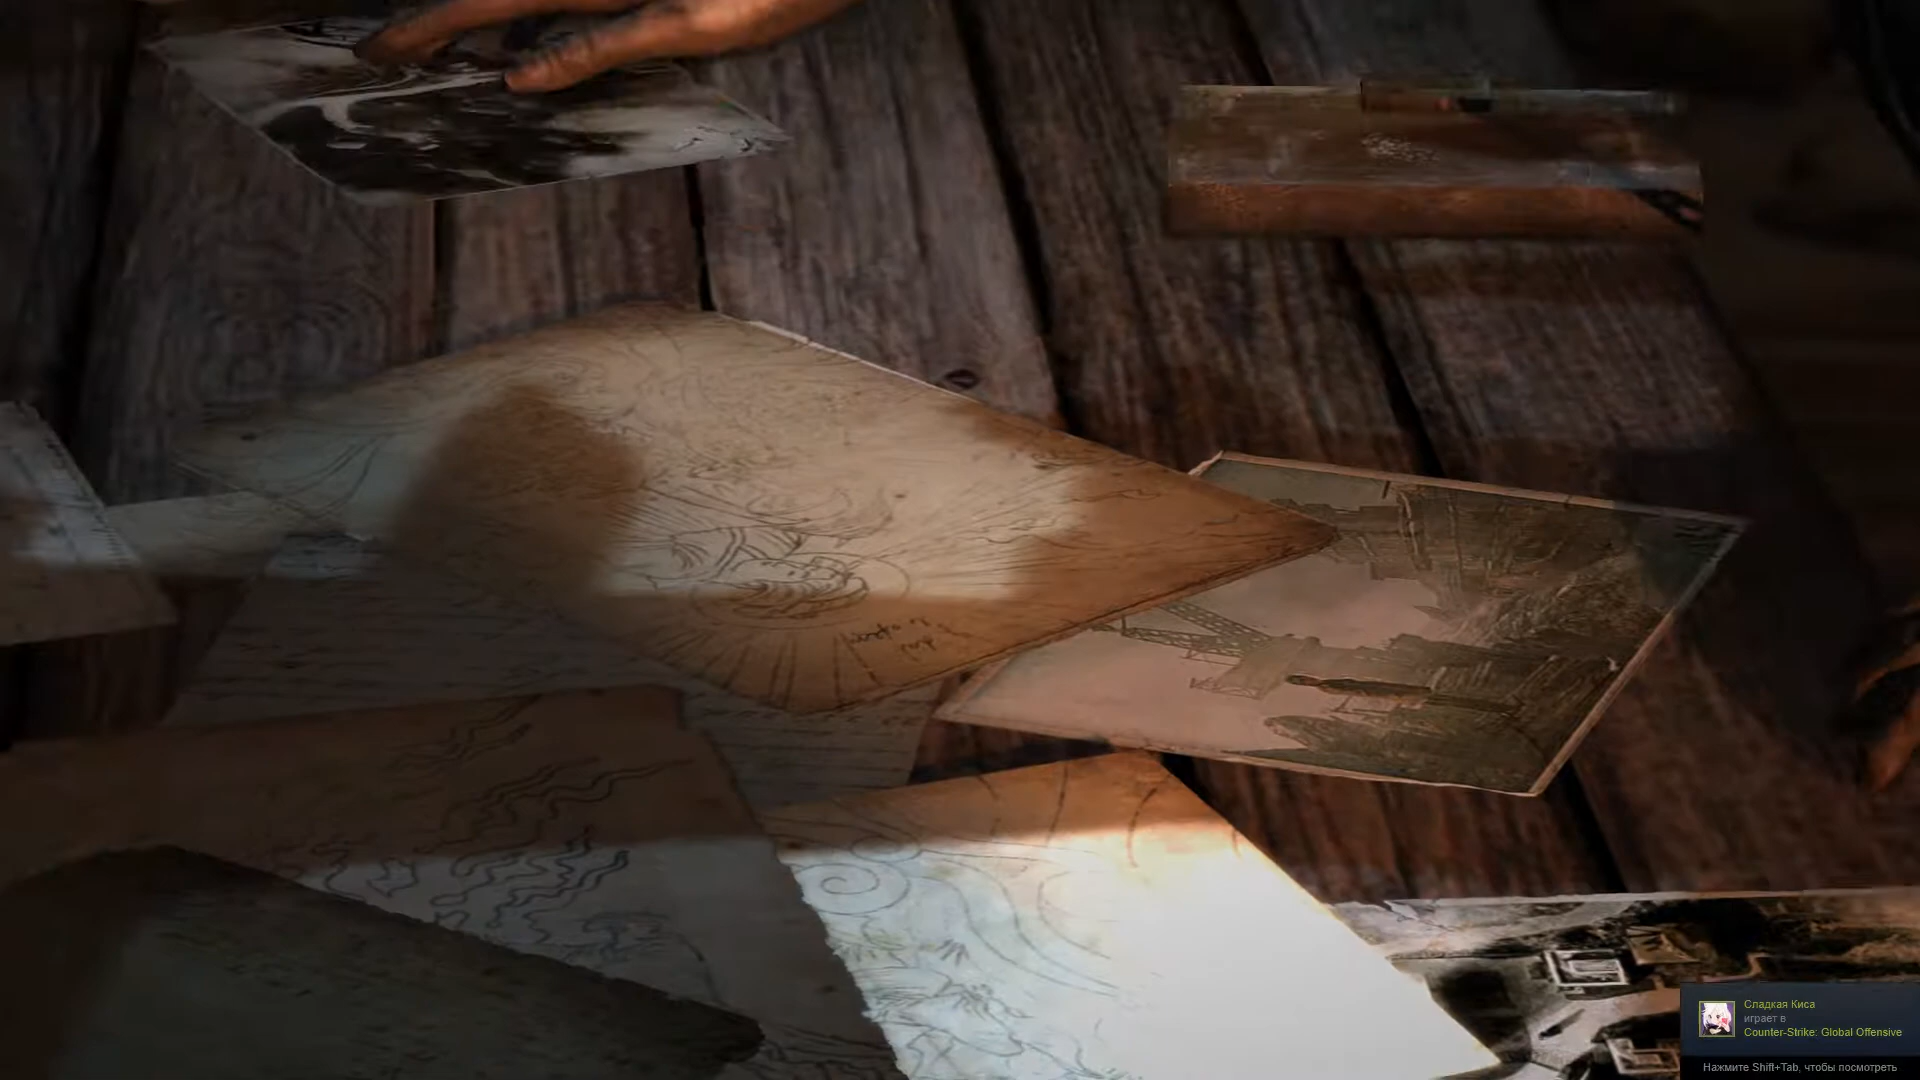 Сладкая Киса
играет в
Counter-Strike: Global Offensive
Нажмите Shift+Tab, чтобы посмотреть